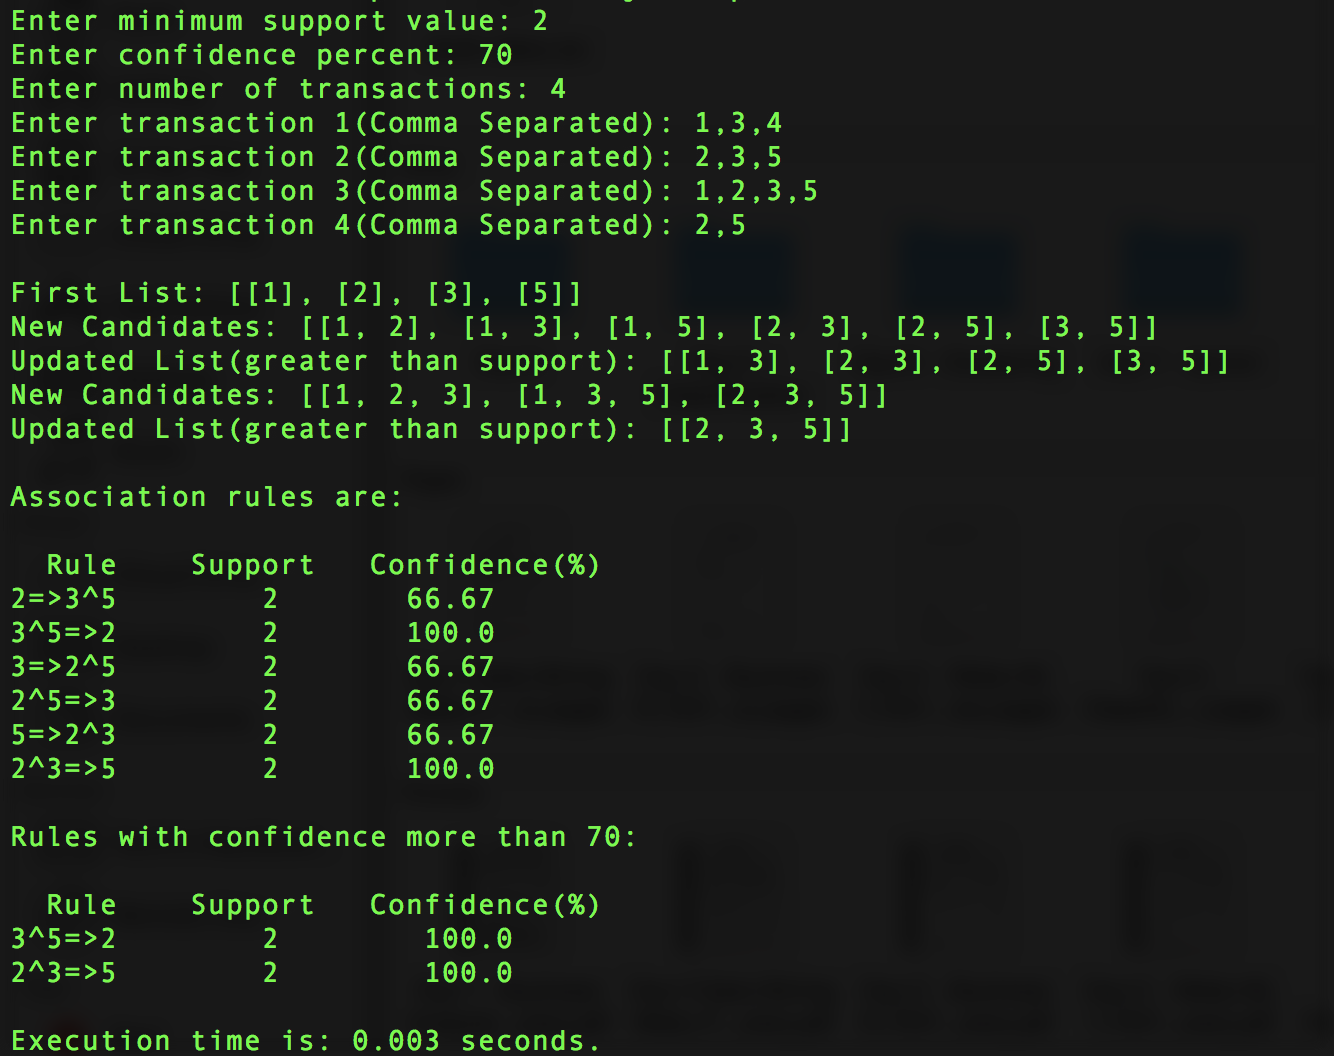 Enter minimum support value: 2
Enter confidence percent: 70
Enter number of transactions: 4
Enter transaction 1(Comma Separated): 1,3,4
Enter transaction 2(Comma Separated): 2,3,5
Enter transaction 3(Comma Separated): 1,2,3,5
Enter transaction 4(Comma Separated): 2,5
First List: [[1], [2], [3], [5]]
New Candidates: [[1, 2], [1, 3], [1, 5], [2, 3], [2, 5], [3, 5]]
Updated List(greater than support): [[1, 3], [2, 3], [2, 5], [3, 5]]
New Candidates: [[1, 2, 3], [1, 3, 5], [2, 3, 5]]
Updated List(greater than support): [[2, 3, 5]]
Association rules are:
Rule Support Confidence(%)
2=>3^5 2 66.67
3^5=>2 2 100.0
3=>2^5 2 66.67
2^5=>3 2 66.67
5=>2^3 2 66.67
2^3=>5 2 100.0
Rules with confidence more than 70:
Rule Support Confidence(%)
3^5=>2 2 100.0
2^3=>5 2 100.0
Execution time is: 0.003 seconds.